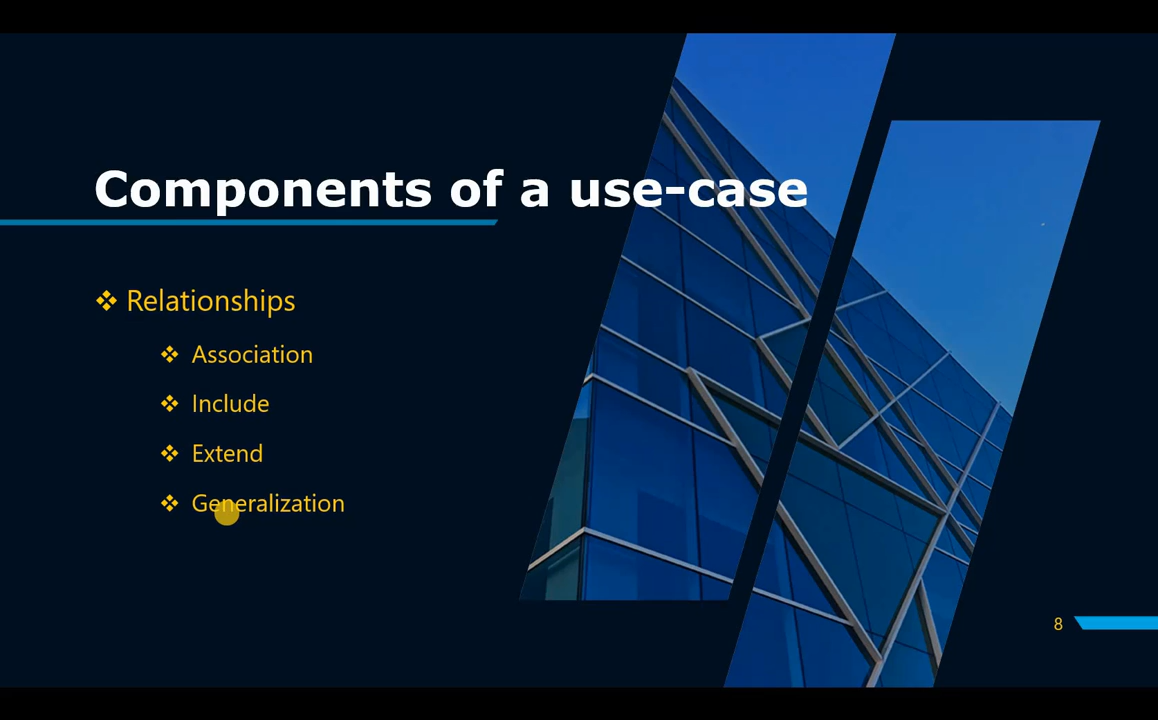 Components of a use-case
❖ Relationships
❖ Association
❖ Include
❖ Extend
❖ Generalization
8